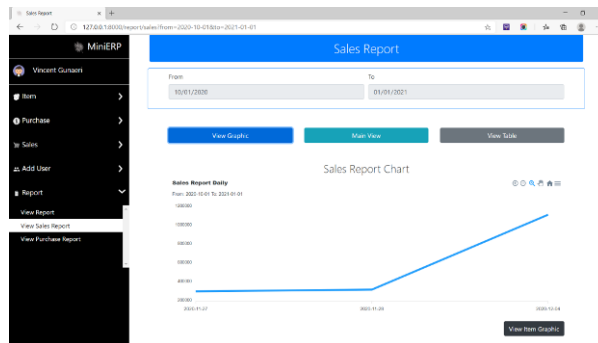 Sales Report
127.0.0.1:8000/report/sales?from=2020-10-01&to=2021-01-01
MiniERP
Sales Report
Vincent Gunaeri
From
To
10/01/2020
01/01/2021
Item
Purchase
View Graphic
Main View
View Table
Sales
Add User
Sales Report Chart
Report
Sales Report Daily
From: 2020-10-01 To: 2021-01-01
View Report
View Sales Report
View Purchase Report
1200000
1000000
800000
600000
400000
200000
2020-11-27
2020-11-28
2020-12-04
View Item Graphic